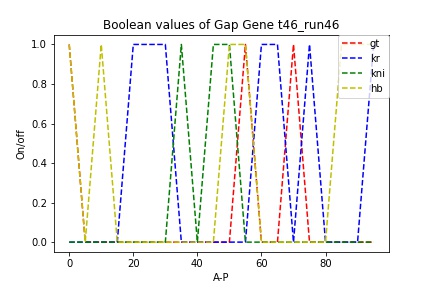 Boolean values of Gap Gene t46_run46
gt
kr
kni
hb
1.0
0.8
0.6
0.4
0.2
0.0
On/off
0 20 40 60 80
A-P